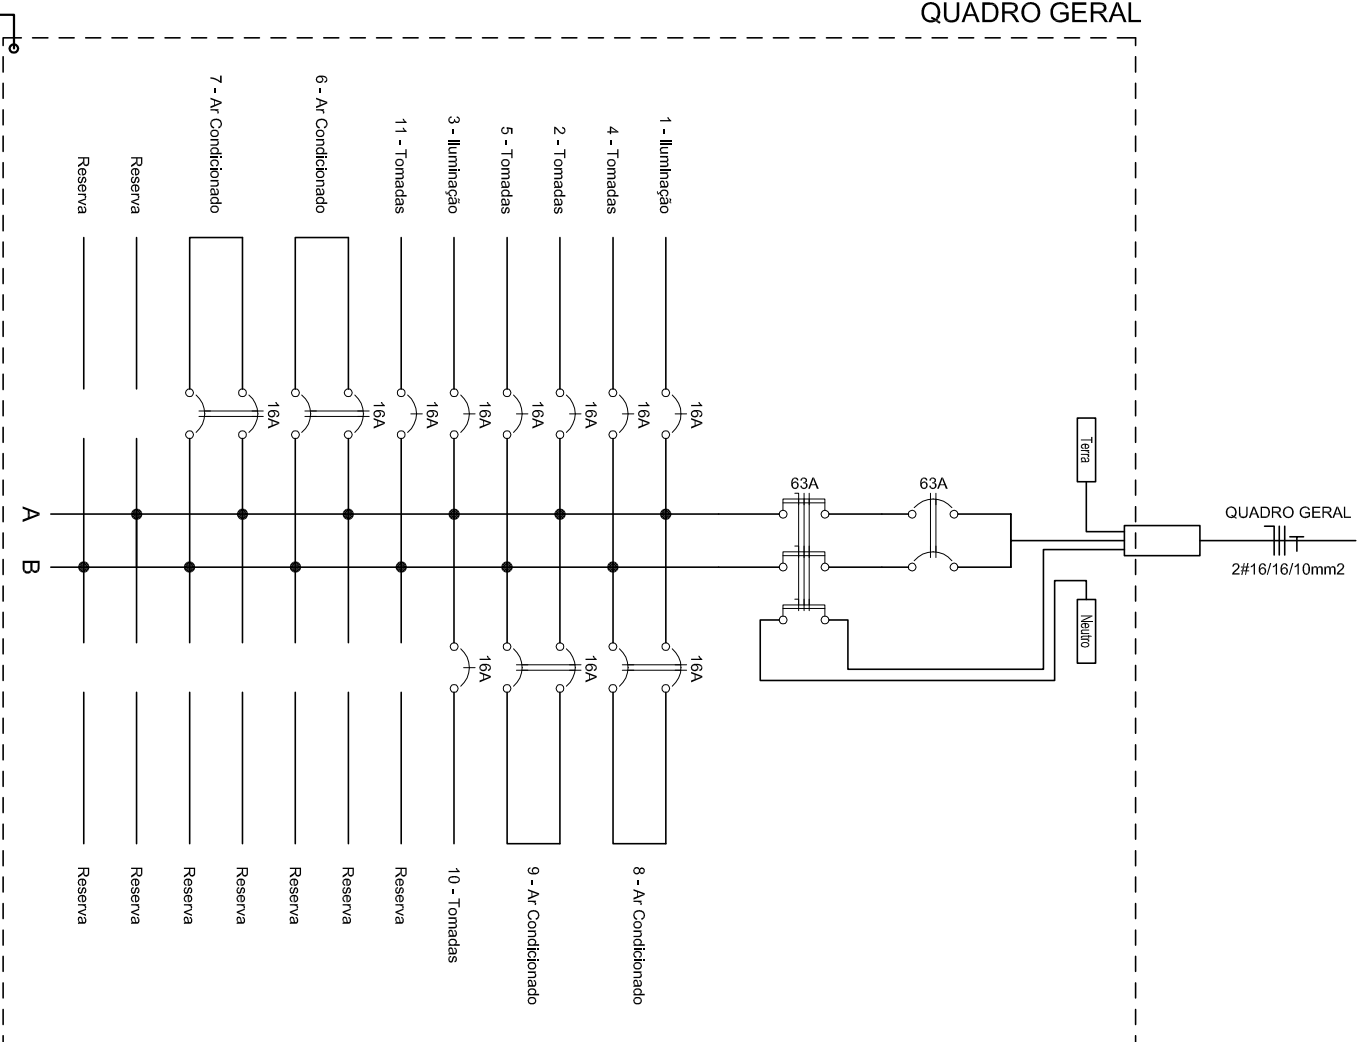 QUADRO GERAL
7 - Ar Condicionado
6 - Ar Condicionado
11 - Tomadas
3 - Iluminação
5 - Tomadas
2 - Tomadas
4 - Tomadas
1 - Iluminação
Reserva
Reserva
16A
16A
16A
16A
16A
16A
16A
16A
Terra
63A
63A
QUADRO GERAL
2#16/16/10mm2
A
B
Neutro
16A
16A
16A
Reserva
Reserva
Reserva
Reserva
Reserva
Reserva
Reserva
10 - Tomadas
9 - Ar Condicionado
8 - Ar Condicionado